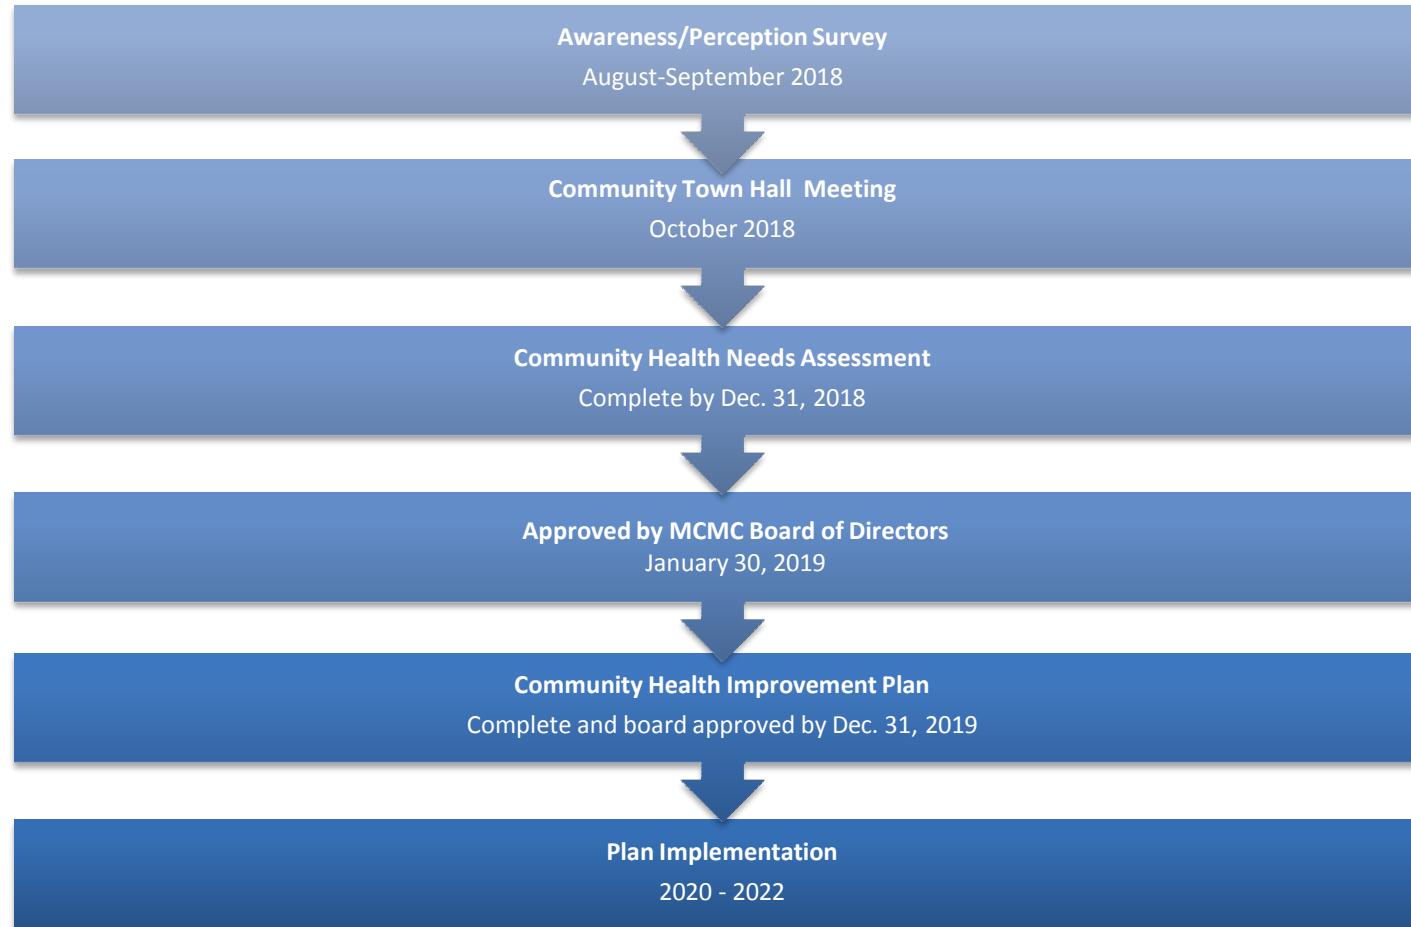 Awareness/Perception Survey
August-September 2018
Community Town Hall  Meeting
October 2018
Community Health Needs Assessment
Complete by Dec. 31, 2018
Approved by MCMC Board of Directors
January 30, 2019
Community Health Improvement Plan
Complete and board approved by Dec. 31, 2019
Plan Implementation
2020 - 2022